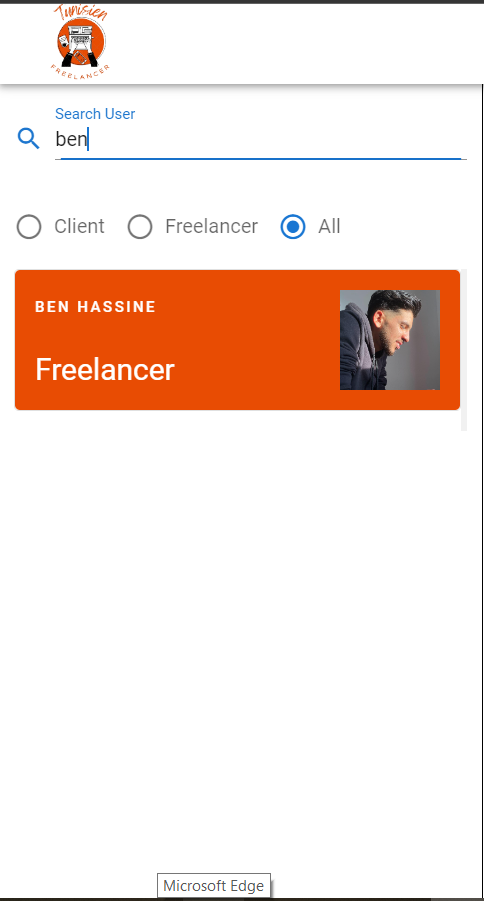 Tunisien
FREELANCER
Search User
ben
Client Freelancer All
BEN HASSINE
Freelancer
Microsoft Edge